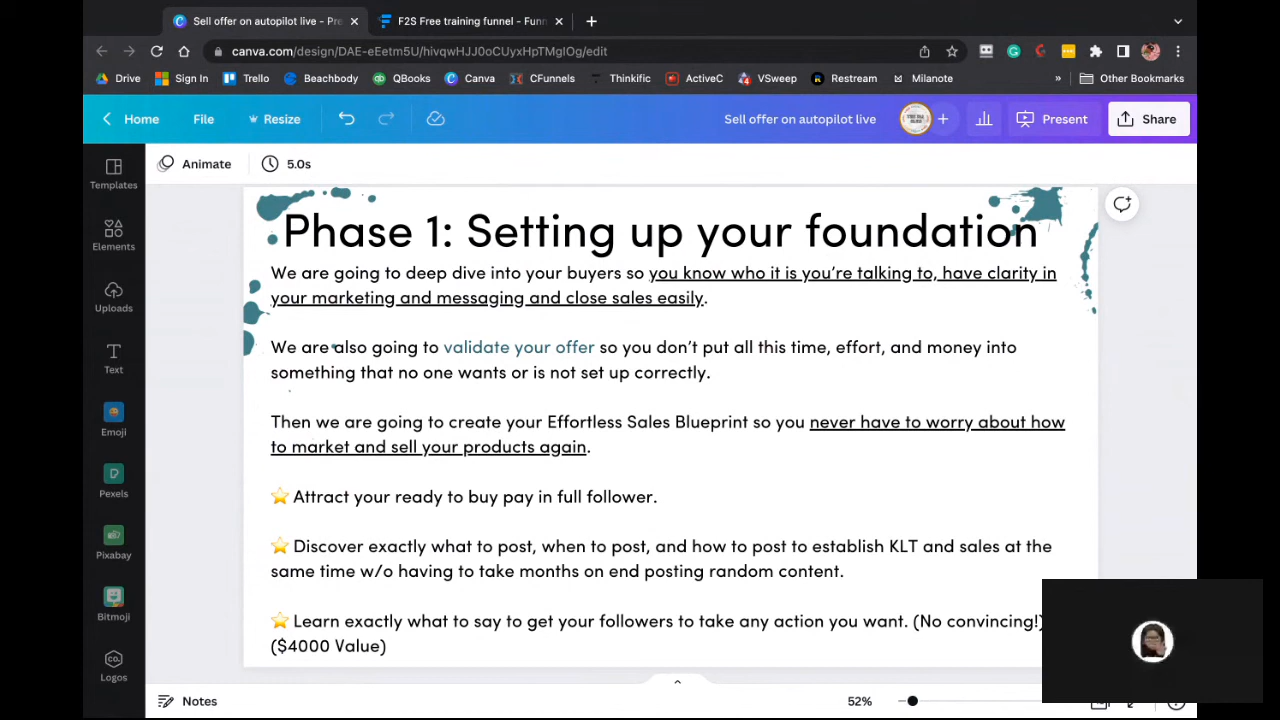 Sell offer on autopilot live - Pre
F2S Free training funnel - Funn
canva.com/design/DAE-eEetm5U/hivqwHJJ0oCUyxHpTMgIOg/edit
Drive
Sign In
Trello
Beachbody
QBooks
Canva
CFunnels
Thinkific
ActiveC
VSweep
Restream
Milanote
»
Other Bookmarks
Home
File
Resize
Sell offer on autopilot live
Present
Share
Animate
5.0s
Templates
Elements
Uploads
Text
Emoji
Pexels
Pixabay
Bitmoji
CO.
Logos
Phase 1: Setting up your foundation
We are going to deep dive into your buyers so you know who it is you're talking to, have clarity in
your marketing and messaging and close sales easily.
We are also going to validate your offer so you don't put all this time, effort, and money into
something that no one wants or is not set up correctly.
Then we are going to create your Effortless Sales Blueprint so you never have to worry about how
to market and sell your products again.
⭐ Attract your ready to buy pay in full follower.
⭐ Discover exactly what to post, when to post, and how to post to establish KLT and sales at the
same time w/o having to take months on end posting random content.
⭐ Learn exactly what to say to get your followers to take any action you want. (No convincing!)
($4000 Value)
Notes
52%